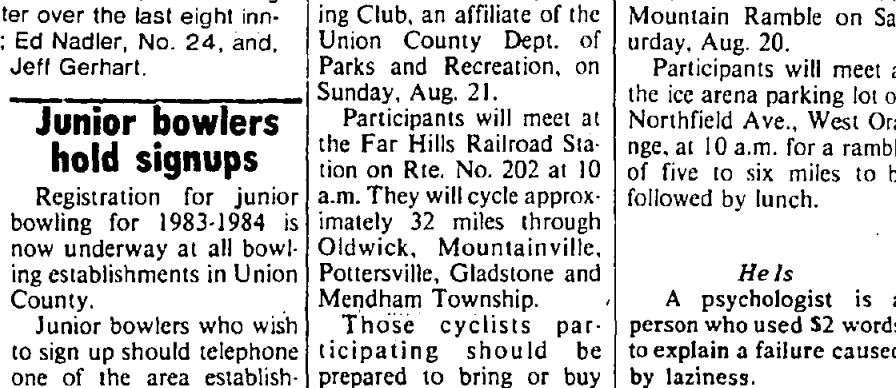 ter over the last eight inn-
; Ed Nadler, No. 24, and,
Jeff Gerhart.
Junior bowlers
hold signups
Registration for junior
bowling for 1983-1984 is
now underway at all bowl-
ing establishments in Union
County.
Junior bowlers who wish
to sign up should telephone
one of the area establish-
ing Club, an affiliate of the
Union County Dept. of
Parks and Recreation, on
Sunday, Aug. 21.
Participants will meet at
the Far Hills Railroad Sta-
tion on Rte. No. 202 at 10
a.m. They will cycle approx-
imately 32 miles through
Oldwick, Mountainville,
Pottersville, Gladstone and
Mendham Township.
Those cyclists par-
ticipating should be
prepared to bring or buy
Mountain Ramble on Sa
urday, Aug. 20.
Participants will meet a
the ice arena parking lot o
Northfield Ave., West Ora
nge, at 10 a.m. for a rambl
of five to six miles to b
followed by lunch.
He Is
A psychologist is a
person who used $2 words
to explain a failure caused
by laziness.